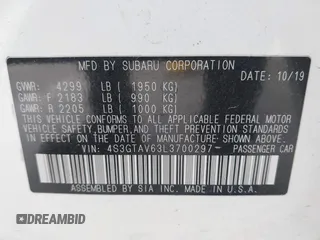 MFD BY SUBARU CORPORATION
DATE: 10/19
GVWR: 4299 LB ( 1950 KG)
GAWR: F 2183 LB ( 990 KG)
GAWR: R 2205 LB ( 1000 KG)
THIS VEHICLE CONFORMS TO ALL APPLICABLE FEDERAL MOTOR VEHICLE
SAFETY, BUMPER, AND THEFT PREVENTION STANDARDS
IN EFFECT ON THE DATE OF MANUFACTURE SHOWN ABOVE.
VIN: 4S3GTAV63L3700297
PASSENGER CAR
ASSEMBLED BY SIA INC. MADE IN U.S.A.
© AUTOBIDMD